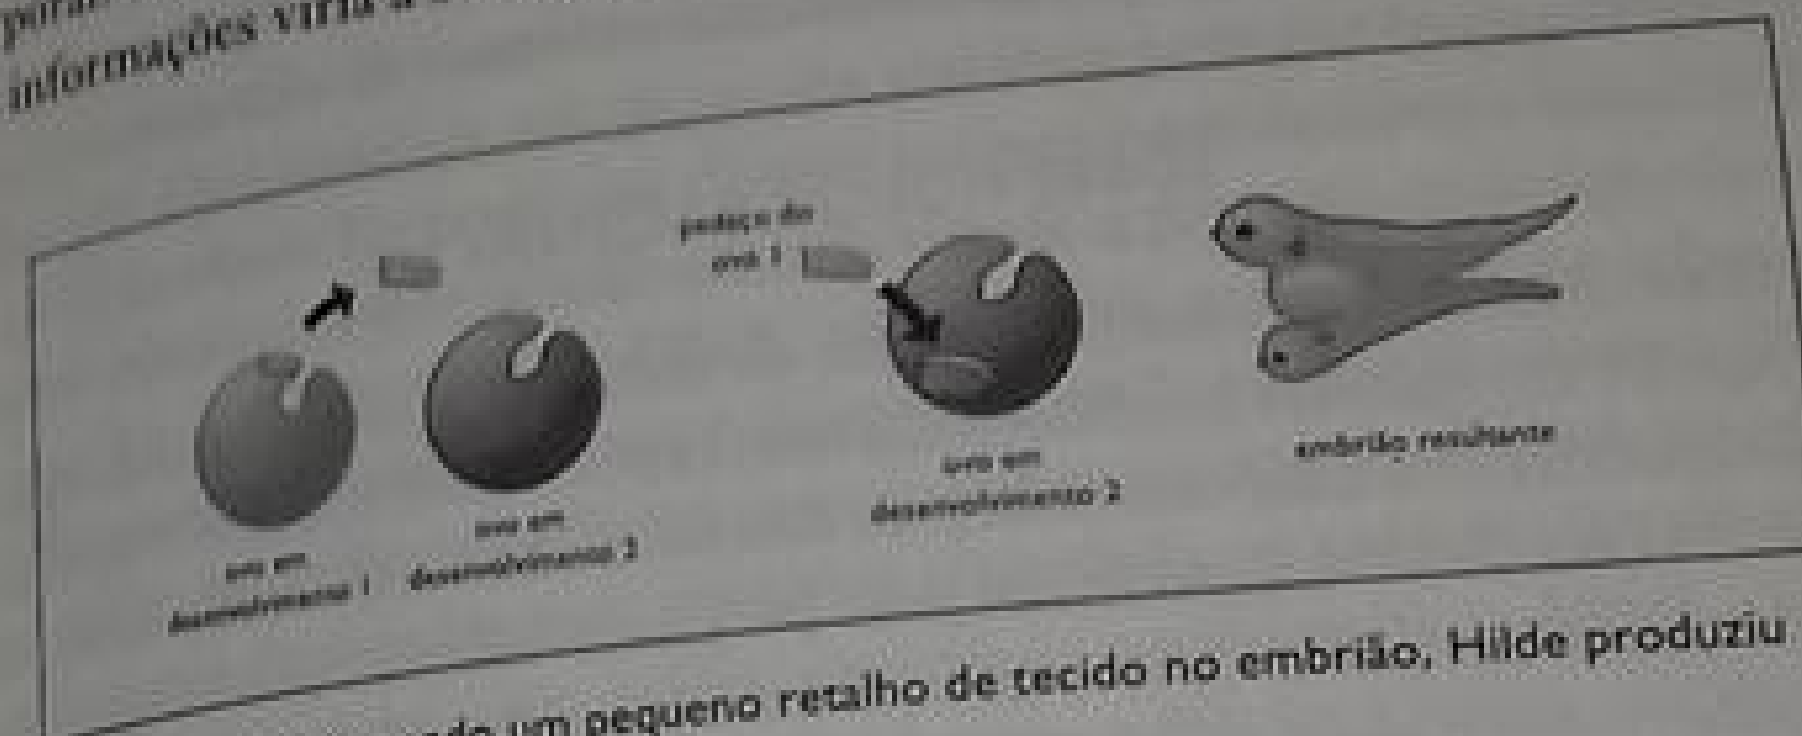 informações viria a
pedaço do
ovo 1
ovo em
desenvolvimento 1
ovo em
desenvolvimento 2
ovo em
desenvolvimento 2
embrião resultante
um pequeno retalho de tecido no embrião, Hilde produziu